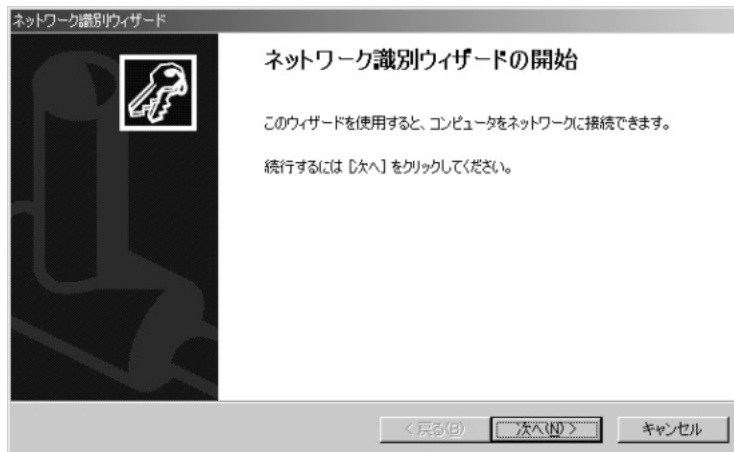 ネットワーク識別ウィザード
ネットワーク識別ウィザードの開始
このウィザードを使用すると、コンピュータをネットワークに接続できます。
続行するには [次へ] をクリックしてください。
< 戻る(B)
次へ(N) >
キャンセル